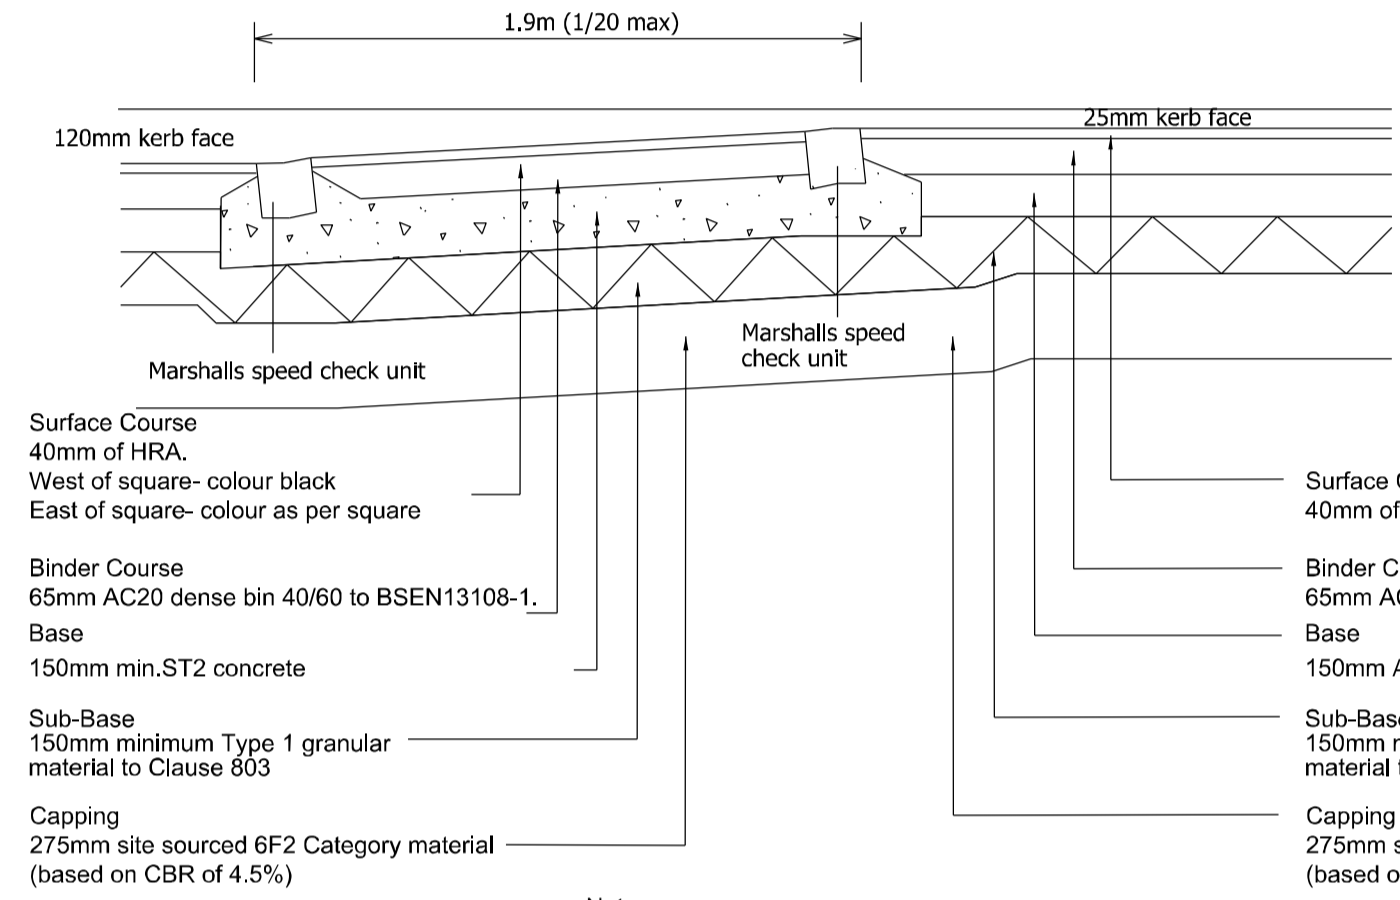 1.9m (1/20 max)
120mm kerb face
25mm kerb face
Marshalls speed check unit
Marshalls speed
check unit
Surface Course
40mm of HRA.
West of square- colour black
East of square- colour as per square
Binder Course
65mm AC20 dense bin 40/60 to BSEN13108-1.
Base
150mm min.ST2 concrete
Sub-Base
150mm minimum Type 1 granular
material to Clause 803
Capping
275mm site sourced 6F2 Category material
(based on CBR of 4.5%)
Surface
40mm of
Binder
65mm
Base
150mm
Sub-Base
150mm
material
Capping
275mm
(based